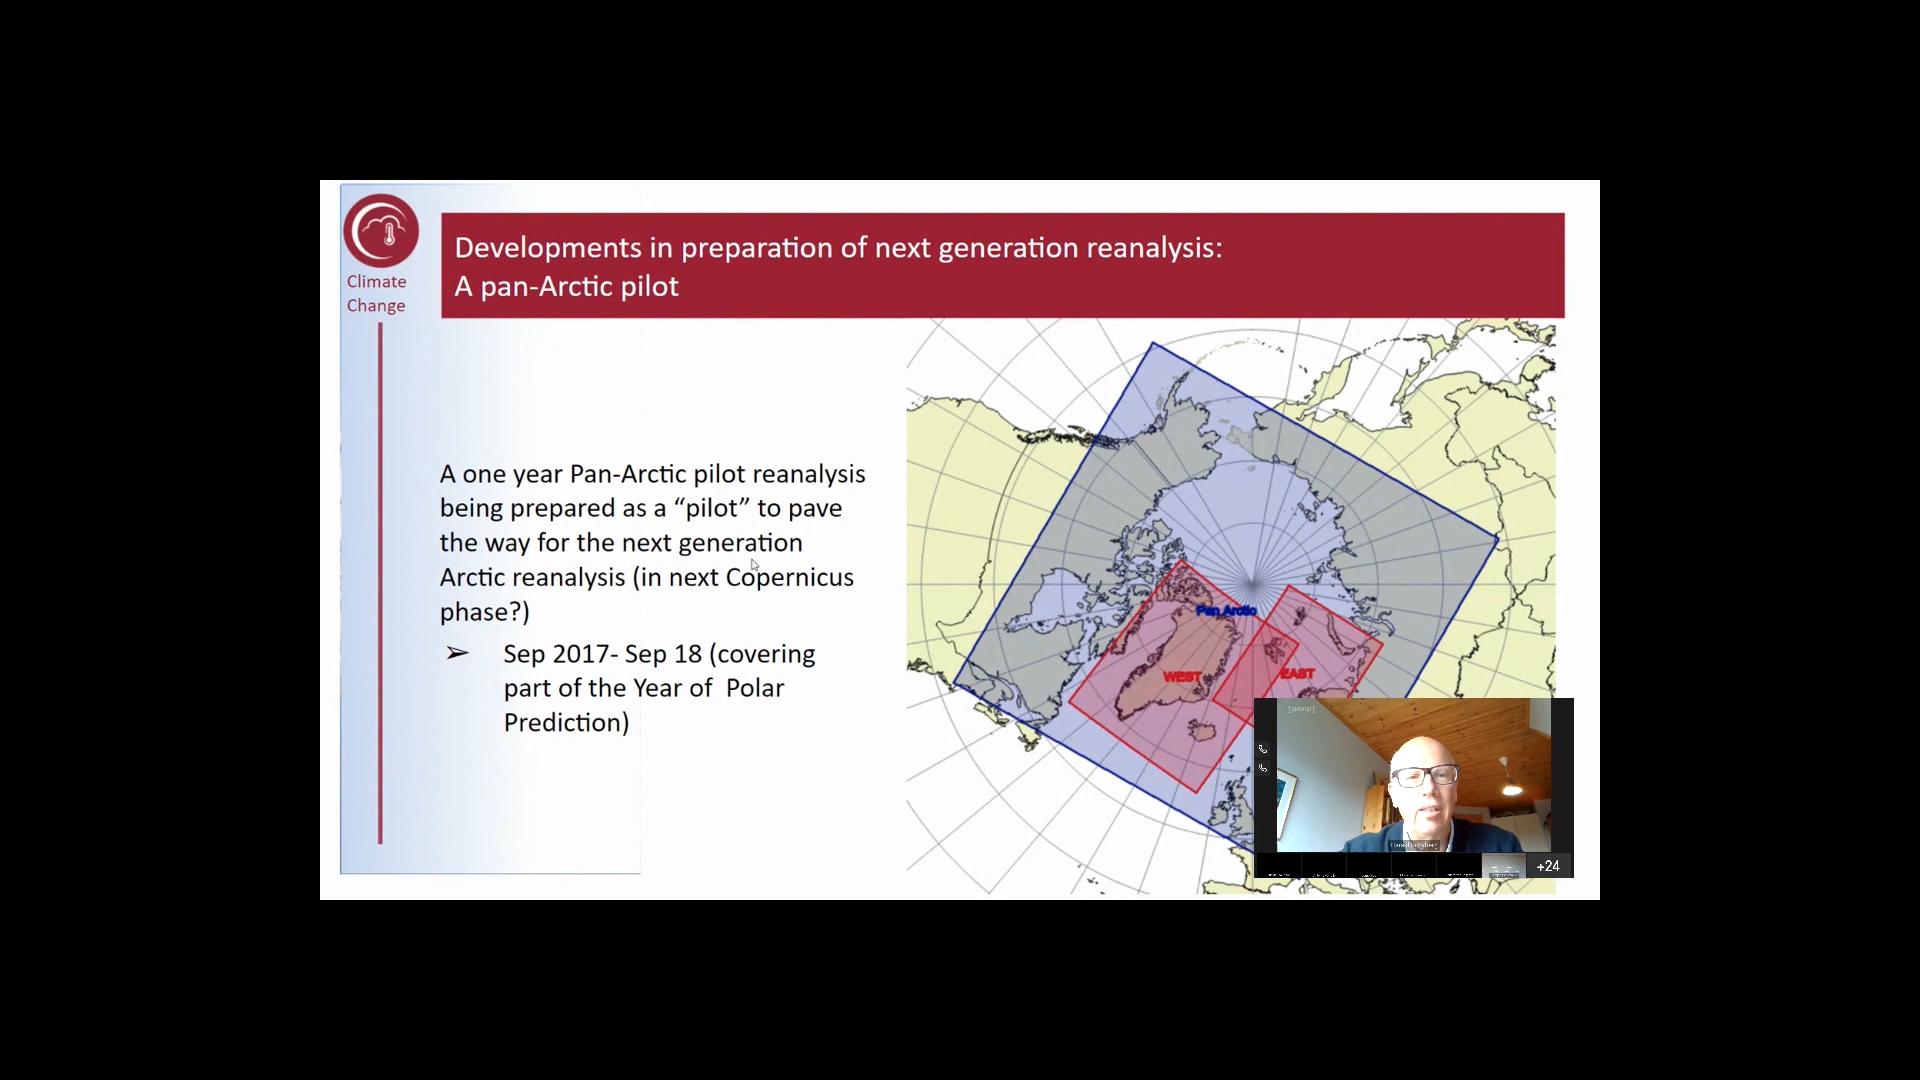 Climate
Change
Developments in preparation of next generation reanalysis:
A pan-Arctic pilot
A one year Pan-Arctic pilot reanalysis
being prepared as a “pilot” to pave
the way for the next generation
Arctic reanalysis (in next Copernicus
phase?)
➢ Sep 2017- Sep 18 (covering
part of the Year of Polar
Prediction)
Pan Arctic
WEST
EAST
]pexip[
+24